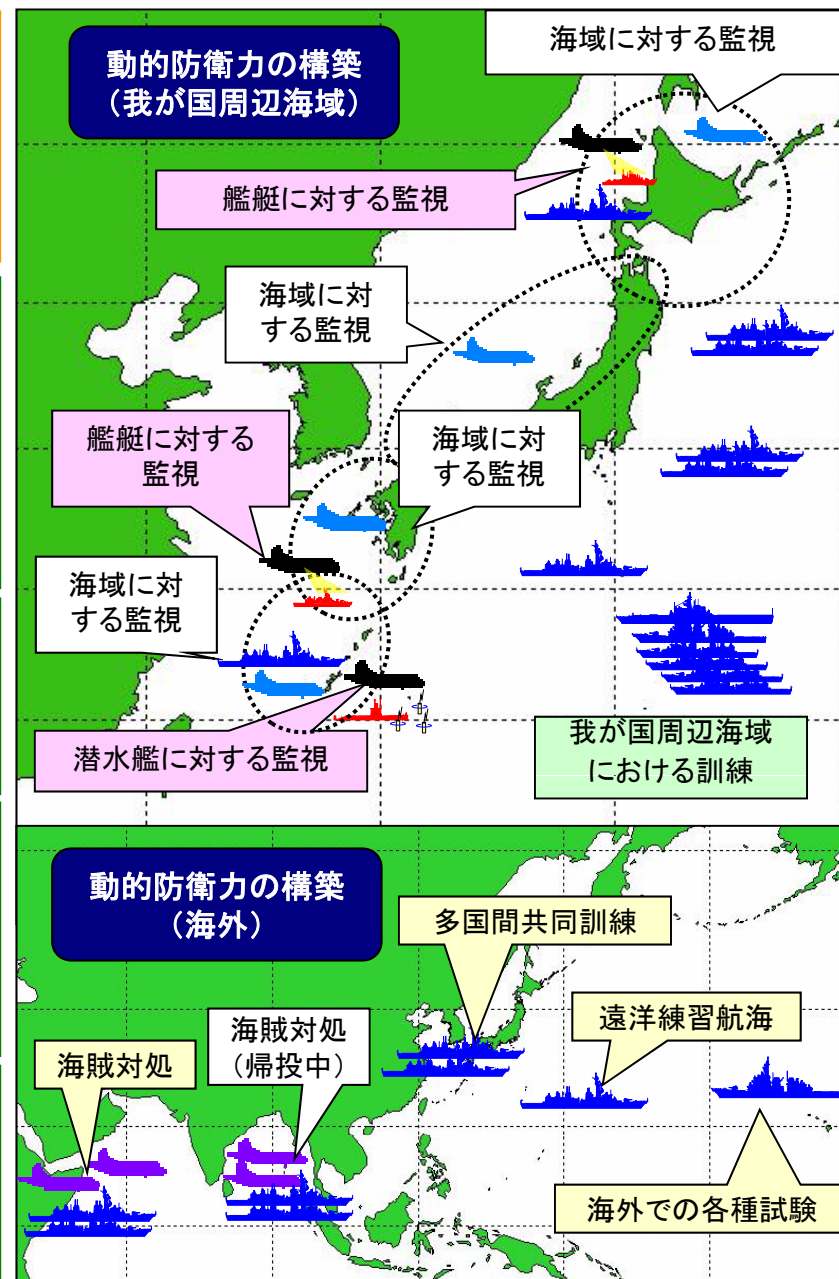 動的防衛力の構築
(我が国周辺海域)
海域に対する監視
艦艇に対する監視
海域に対
する監視
艦艇に対する
監視
海域に対
する監視
海域に対
する監視
潜水艦に対する監視
我が国周辺海域
における訓練
動的防衛力の構築
(海外)
多国間共同訓練
海賊対処
(帰投中)
遠洋練習航海
海賊対処
海外での各種試験